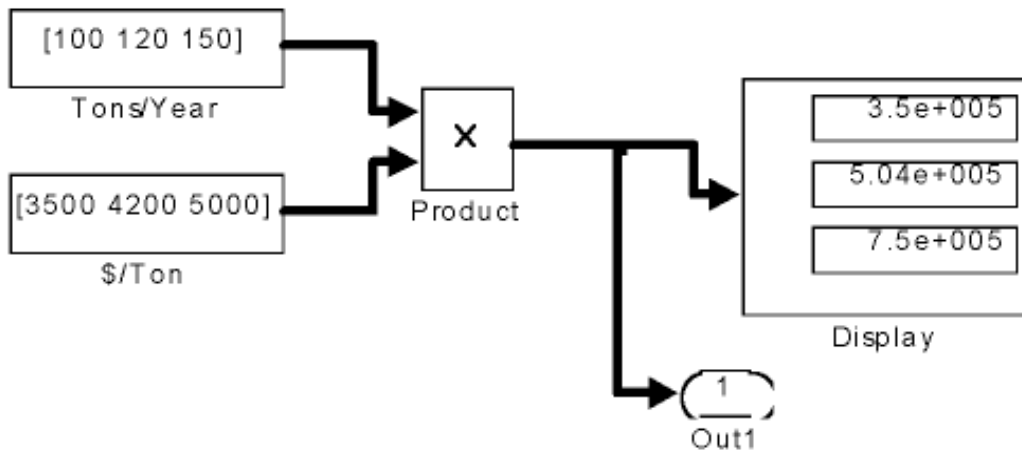 [100 120 150]
Tons/Year
[3500 4200 5000]
$/Ton
X
Product
3.5e+005
5.04e+005
7.5e+005
Display
1
Out1